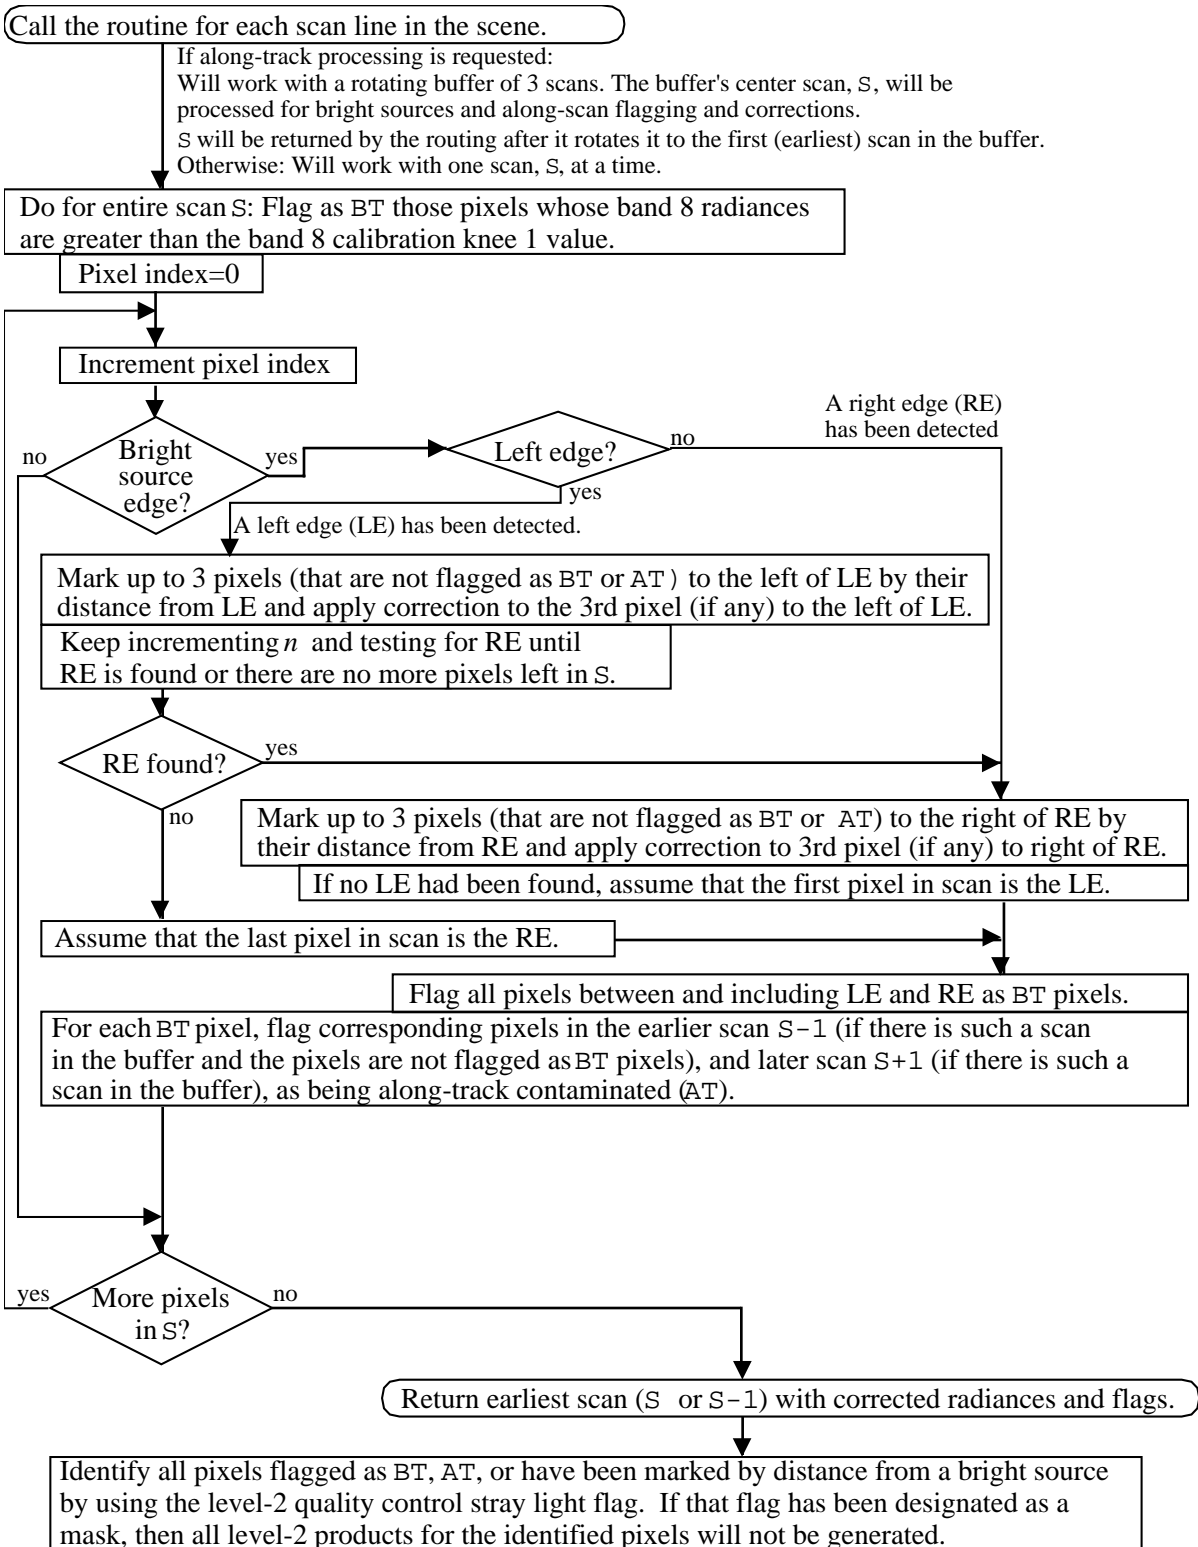 Call the routine for each scan line in the scene.
If along-track processing is requested:
Will work with a rotating buffer of 3 scans. The buffer's center scan, S, will be
processed for bright sources and along-scan flagging and corrections.
S will be returned by the routing after it rotates it to the first (earliest) scan in the buffer.
Otherwise: Will work with one scan, S, at a time.
Do for entire scan S: Flag as BT those pixels whose band 8 radiances
are greater than the band 8 calibration knee 1 value.
Pixel index=0
Increment pixel index
Bright
source
edge?
no
yes
Left edge?
no
yes
A right edge (RE)
has been detected
A left edge (LE) has been detected.
Mark up to 3 pixels (that are not flagged as BT or AT) to the left of LE by their
distance from LE and apply correction to the 3rd pixel (if any) to the left of LE.
Keep incrementing n and testing for RE until
RE is found or there are no more pixels left in S.
RE found?
yes
no
Mark up to 3 pixels (that are not flagged as BT or AT) to the right of RE by
their distance from RE and apply correction to 3rd pixel (if any) to right of RE.
If no LE had been found, assume that the first pixel in scan is the LE.
Assume that the last pixel in scan is the RE.
Flag all pixels between and including LE and RE as BT pixels.
For each BT pixel, flag corresponding pixels in the earlier scan S-1 (if there is such a scan
in the buffer and the pixels are not flagged as BT pixels), and later scan S+1 (if there is such a
scan in the buffer), as being along-track contaminated (AT).
More pixels
in S?
yes
no
Return earliest scan (S or S-1) with corrected radiances and flags.
Identify all pixels flagged as BT, AT, or have been marked by distance from a bright source
by using the level-2 quality control stray light flag. If that flag has been designated as a
mask, then all level-2 products for the identified pixels will not be generated.